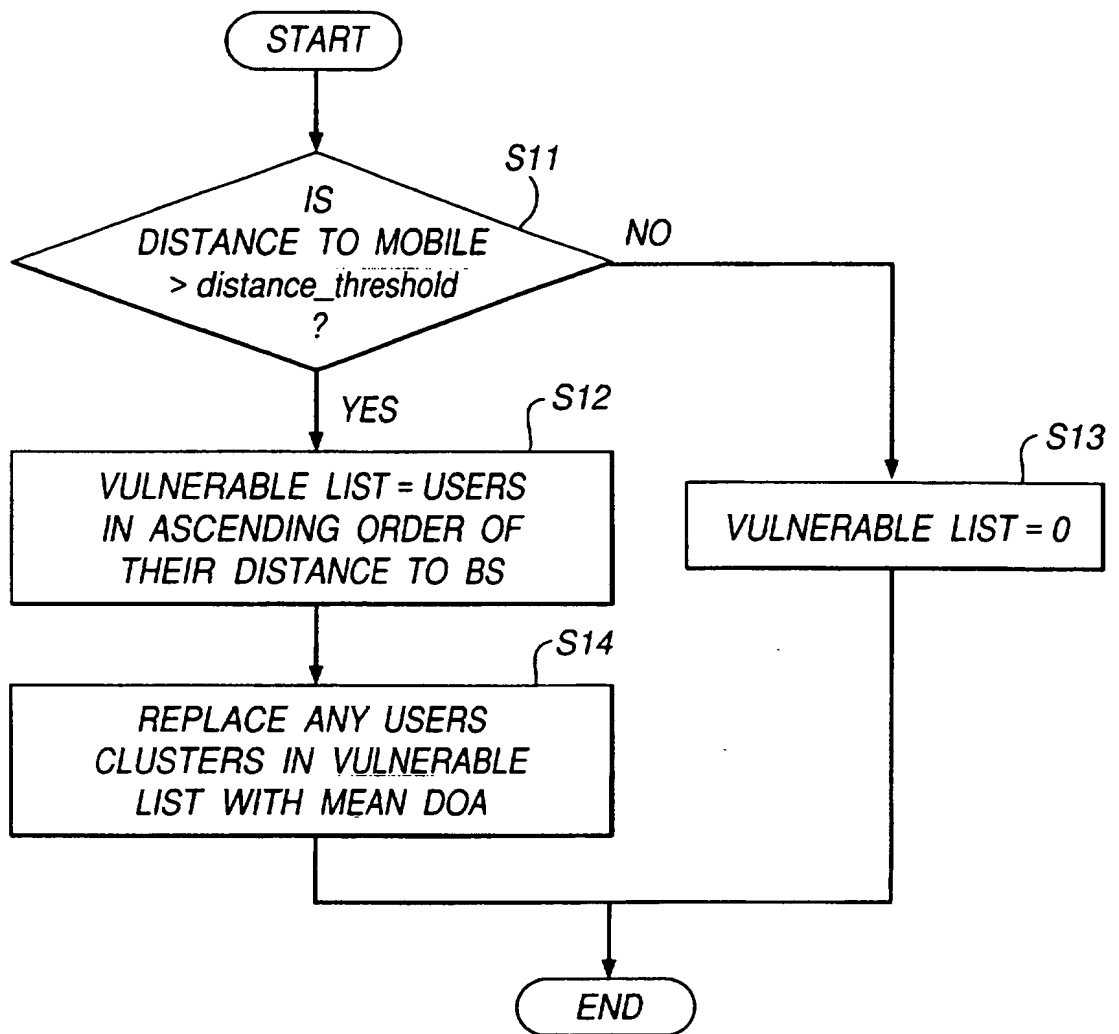 START
S11
IS
DISTANCE TO MOBILE
> distance_threshold
?
NO
YES
S12
VULNERABLE LIST = USERS
IN ASCENDING ORDER OF
THEIR DISTANCE TO BS
S13
VULNERABLE LIST = 0
S14
REPLACE ANY USERS
CLUSTERS IN VULNERABLE
LIST WITH MEAN DOA
END